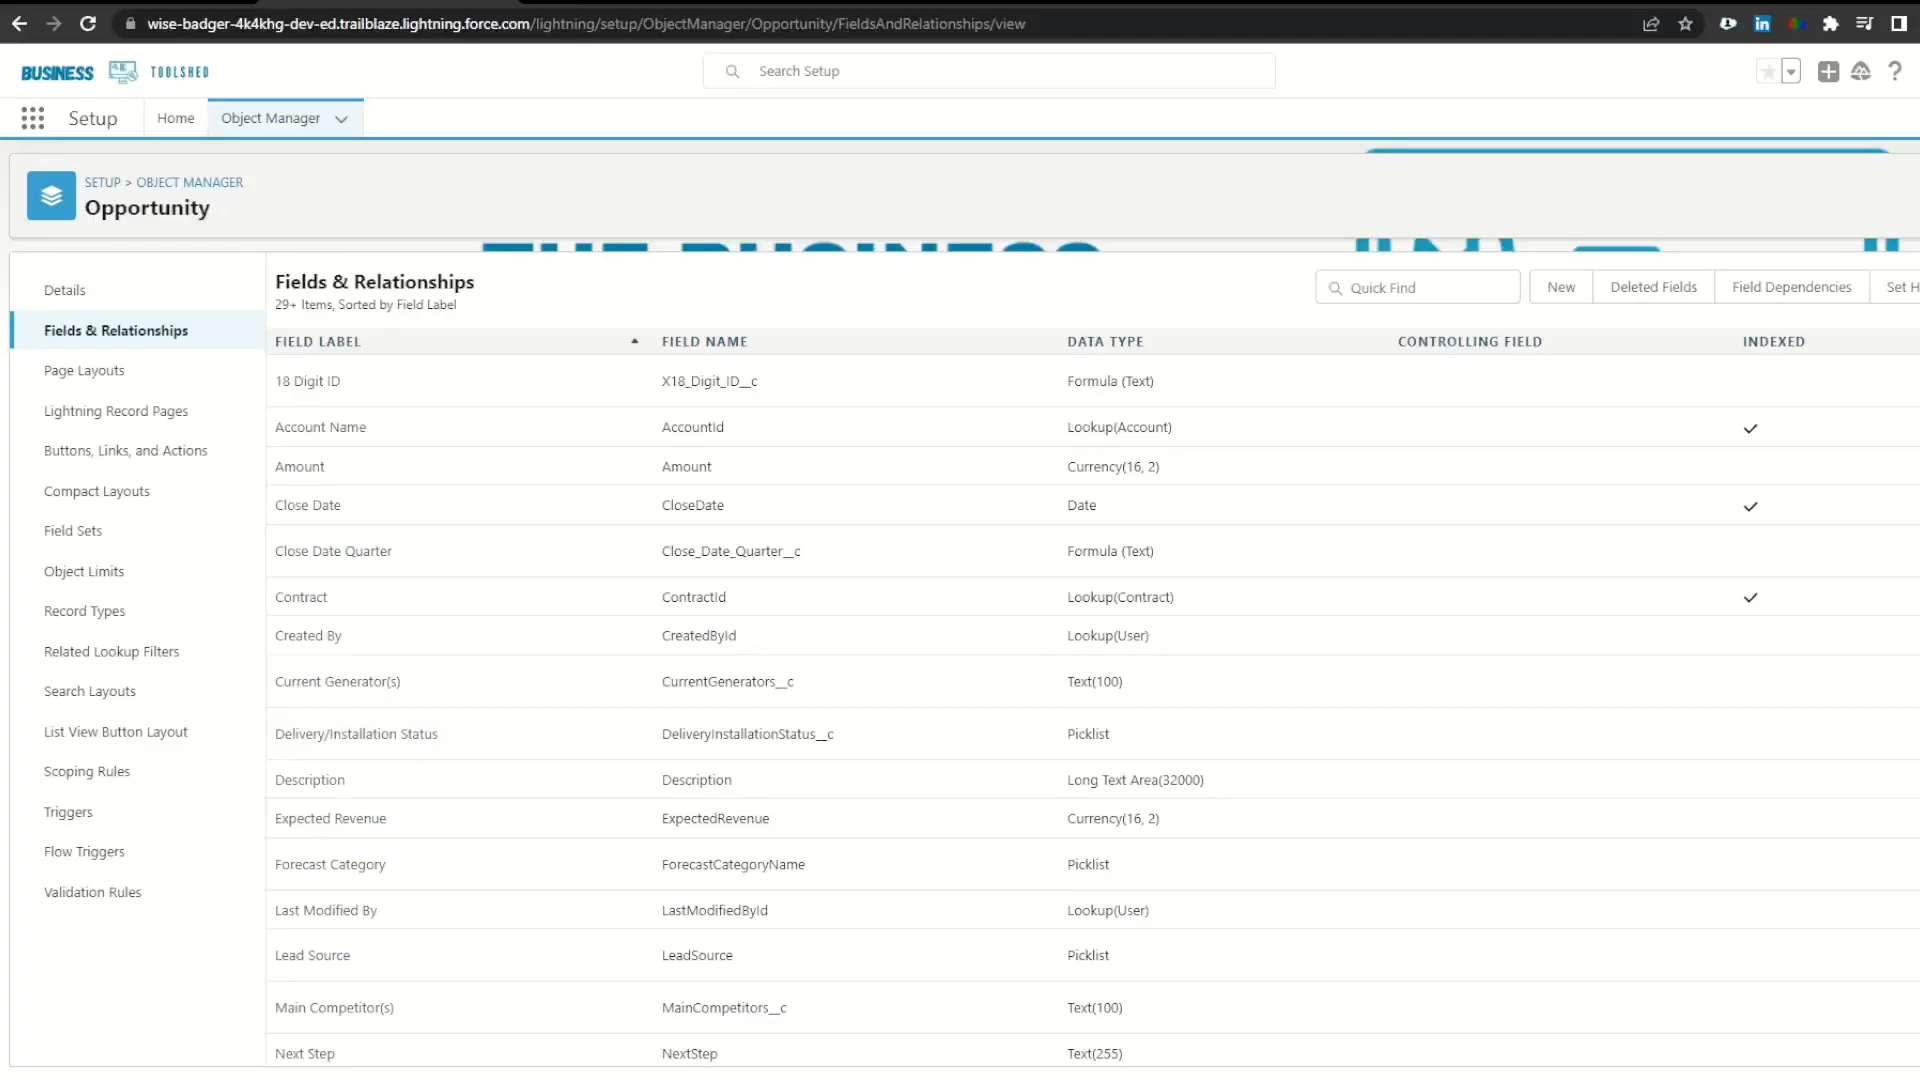 wise-badger-4k4khg-dev-ed.trailblaze.lightning.force.com/lightning/setup/ObjectManager/Opportunity/FieldsAndRelationships/view
BUSINESS TOOLSHED
Search Setup
Setup Home Object Manager
SETUP > OBJECT MANAGER
Opportunity
THE BUSINESS
Details
Fields & Relationships
Page Layouts
Lightning Record Pages
Buttons, Links, and Actions
Compact Layouts
Field Sets
Object Limits
Record Types
Related Lookup Filters
Search Layouts
List View Button Layout
Scoping Rules
Triggers
Flow Triggers
Validation Rules
Fields & Relationships
29+ Items, Sorted by Field Label
Quick Find New Deleted Fields Field Dependencies Set H
FIELD LABEL FIELD NAME DATA TYPE CONTROLLING FIELD INDEXED
18 Digit ID X18_Digit_ID__c Formula (Text)
Account Name AccountId Lookup(Account)
Amount Amount Currency(16, 2)
Close Date CloseDate Date
Close Date Quarter Close_Date_Quarter__c Formula (Text)
Contract ContractId Lookup(Contract)
Created By CreatedById Lookup(User)
Current Generator(s) CurrentGenerators__c Text(100)
Delivery/Installation Status DeliveryInstallationStatus__c Picklist
Description Description Long Text Area(32000)
Expected Revenue ExpectedRevenue Currency(16, 2)
Forecast Category ForecastCategoryName Picklist
Last Modified By LastModifiedById Lookup(User)
Lead Source LeadSource Picklist
Main Competitor(s) MainCompetitors__c Text(100)
Next Step NextStep Text(255)